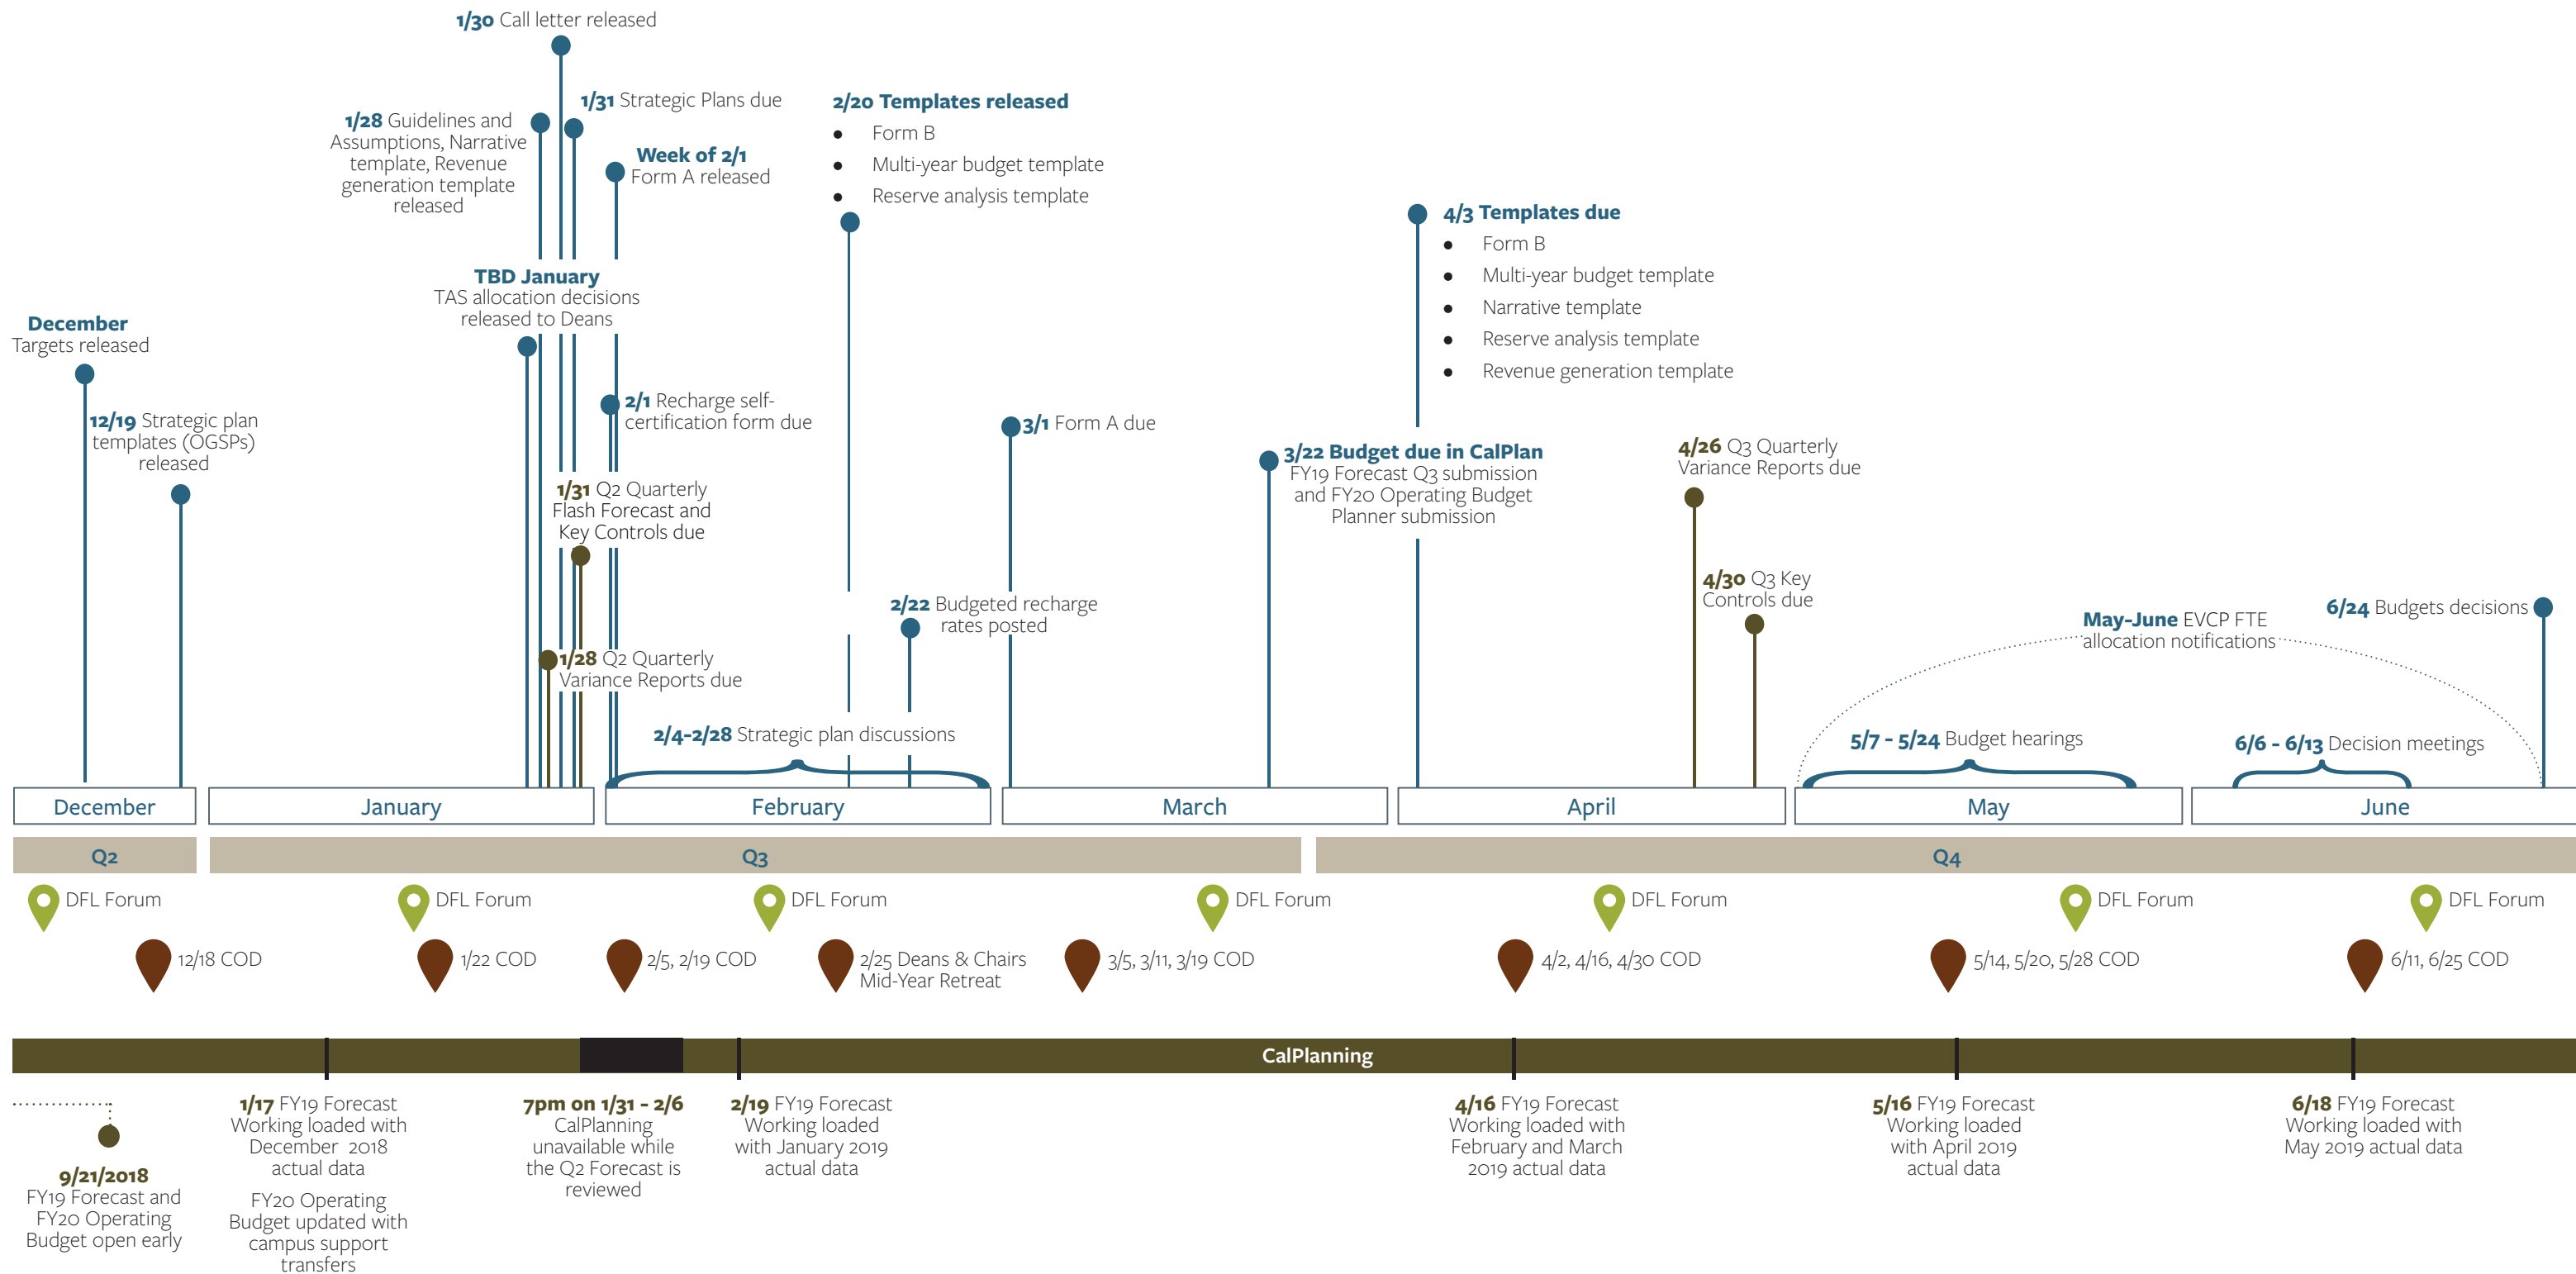 1/30 Call letter released
1/31 Strategic Plans due
1/28 Guidelines and
Assumptions, Narrative
template, Revenue
generation template
released
Week of 2/1
Form A released
2/20 Templates released
● Form B
● Multi-year budget template
● Reserve analysis template
4/3 Templates due
● Form B
● Multi-year budget template
● Narrative template
● Reserve analysis template
● Revenue generation template
TBD January
TAS allocation decisions
released to Deans
December
Targets released
12/19 Strategic plan
templates (OGSPs)
released
2/1 Recharge self-
certification form due
3/1 Form A due
3/22 Budget due in CalPlan
FY19 Forecast Q3 submission
and FY20 Operating Budget
Planner submission
4/26 Q3 Quarterly
Variance Reports due
1/31 Q2 Quarterly
Flash Forecast and
Key Controls due
4/30 Q3 Key
Controls due
2/22 Budgeted recharge
rates posted
May-June EVCP FTE
allocation notifications
6/24 Budgets decisions
1/28 Q2 Quarterly
Variance Reports due
2/4-2/28 Strategic plan discussions
5/7 - 5/24 Budget hearings
6/6 - 6/13 Decision meetings
December
January
February
March
April
May
June
Q2
Q3
Q4
DFL Forum
DFL Forum
DFL Forum
DFL Forum
DFL Forum
DFL Forum
DFL Forum
12/18 COD
1/22 COD
2/5, 2/19 COD
2/25 Deans & Chairs
Mid-Year Retreat
3/5, 3/11, 3/19 COD
4/2, 4/16, 4/30 COD
5/14, 5/20, 5/28 COD
6/11, 6/25 COD
CalPlanning
9/21/2018
FY19 Forecast and
FY20 Operating
Budget open early
1/17 FY19 Forecast
Working loaded with
December 2018
actual data
FY20 Operating
Budget updated with
campus support
transfers
7pm on 1/31 - 2/6
CalPlanning
unavailable while
the Q2 Forecast is
reviewed
2/19 FY19 Forecast
Working loaded
with January 2019
actual data
4/16 FY19 Forecast
Working loaded with
February and March
2019 actual data
5/16 FY19 Forecast
Working loaded
with April 2019
actual data
6/18 FY19 Forecast
Working loaded with
May 2019 actual data